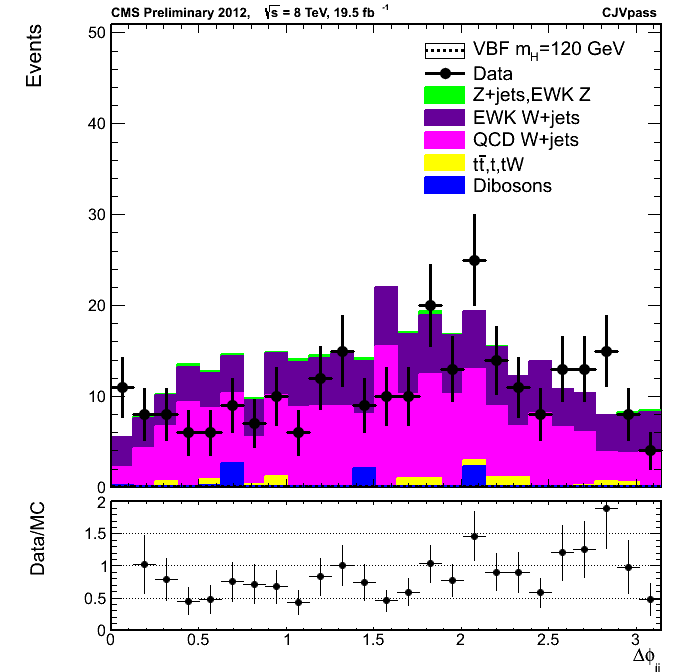 CMS Preliminary 2012, √s = 8 TeV, 19.5 fb⁻¹ CJVpass
Events
50
40
30
20
10
0
VBF m_H=120 GeV
Data
Z+jets,EWK Z
EWK W+jets
QCD W+jets
tt̄,t,tW
Dibosons
Data/MC
2
1.5
1
0.5
0
0 0.5 1 1.5 2 2.5 3
Δϕ_jj